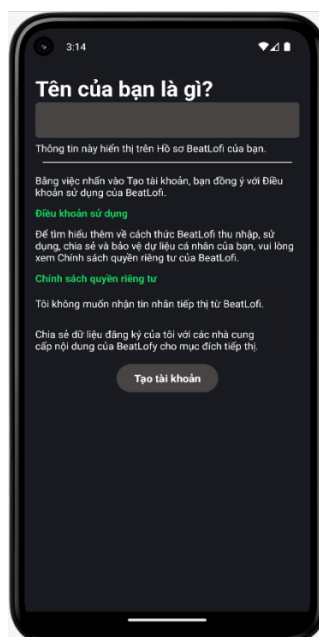 3:14
Tên của bạn là gì?
Thông tin này hiển thị trên Hồ sơ BeatLofi của bạn.
Bằng việc nhấn vào Tạo tài khoản, bạn đồng ý với Điều
khoản sử dụng của BeatLofi.
Điều khoản sử dụng
Để tìm hiểu thêm về cách thức BeatLofi thu nhập, sử
dụng, chia sẻ và bảo vệ dự liệu cá nhân của bạn, vui lòng
xem Chính sách quyền riêng tư của BeatLofi.
Chính sách quyền riêng tư
Tôi không muốn nhận tin nhắn tiếp thị từ BeatLofi.
Chia sẻ dữ liệu đăng ký của tôi với các nhà cung
cấp nội dung của BeatLofy cho mục đích tiếp thị.
Tạo tài khoản